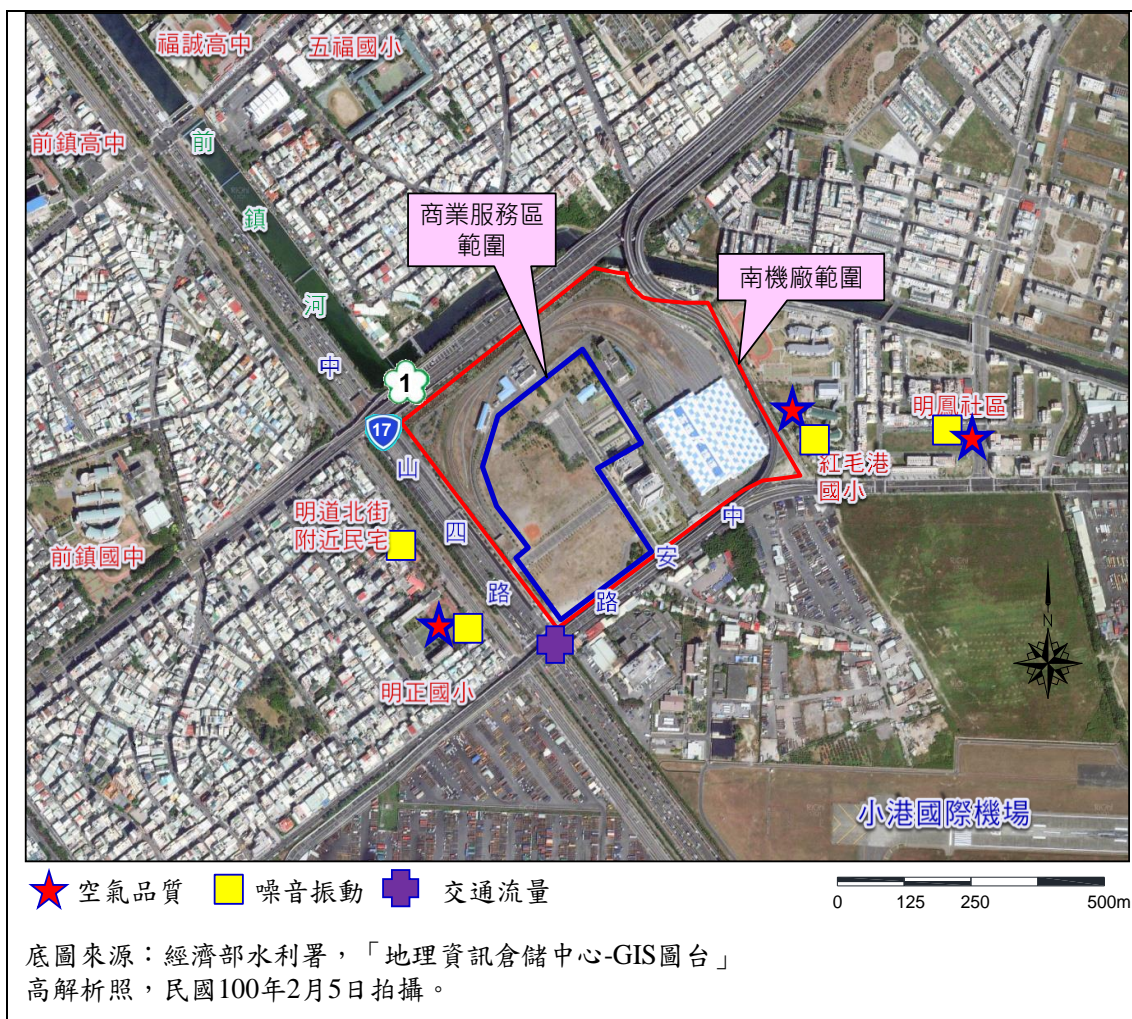 福誠高中
五福國小
前鎮高中
前
鎮
河
商業服務區
範圍
南機廠範圍
中
1
17
山
四
路
明鳳社區
紅毛港
國小
明道北街
附近民宅
前鎮國中
中
安
路
明正國小
N
小港國際機場
空氣品質
噪音振動
交通流量
0 125 250 500m
底圖來源：經濟部水利署，「地理資訊倉儲中心-GIS圖台」
高解析照，民國100年2月5日拍攝。